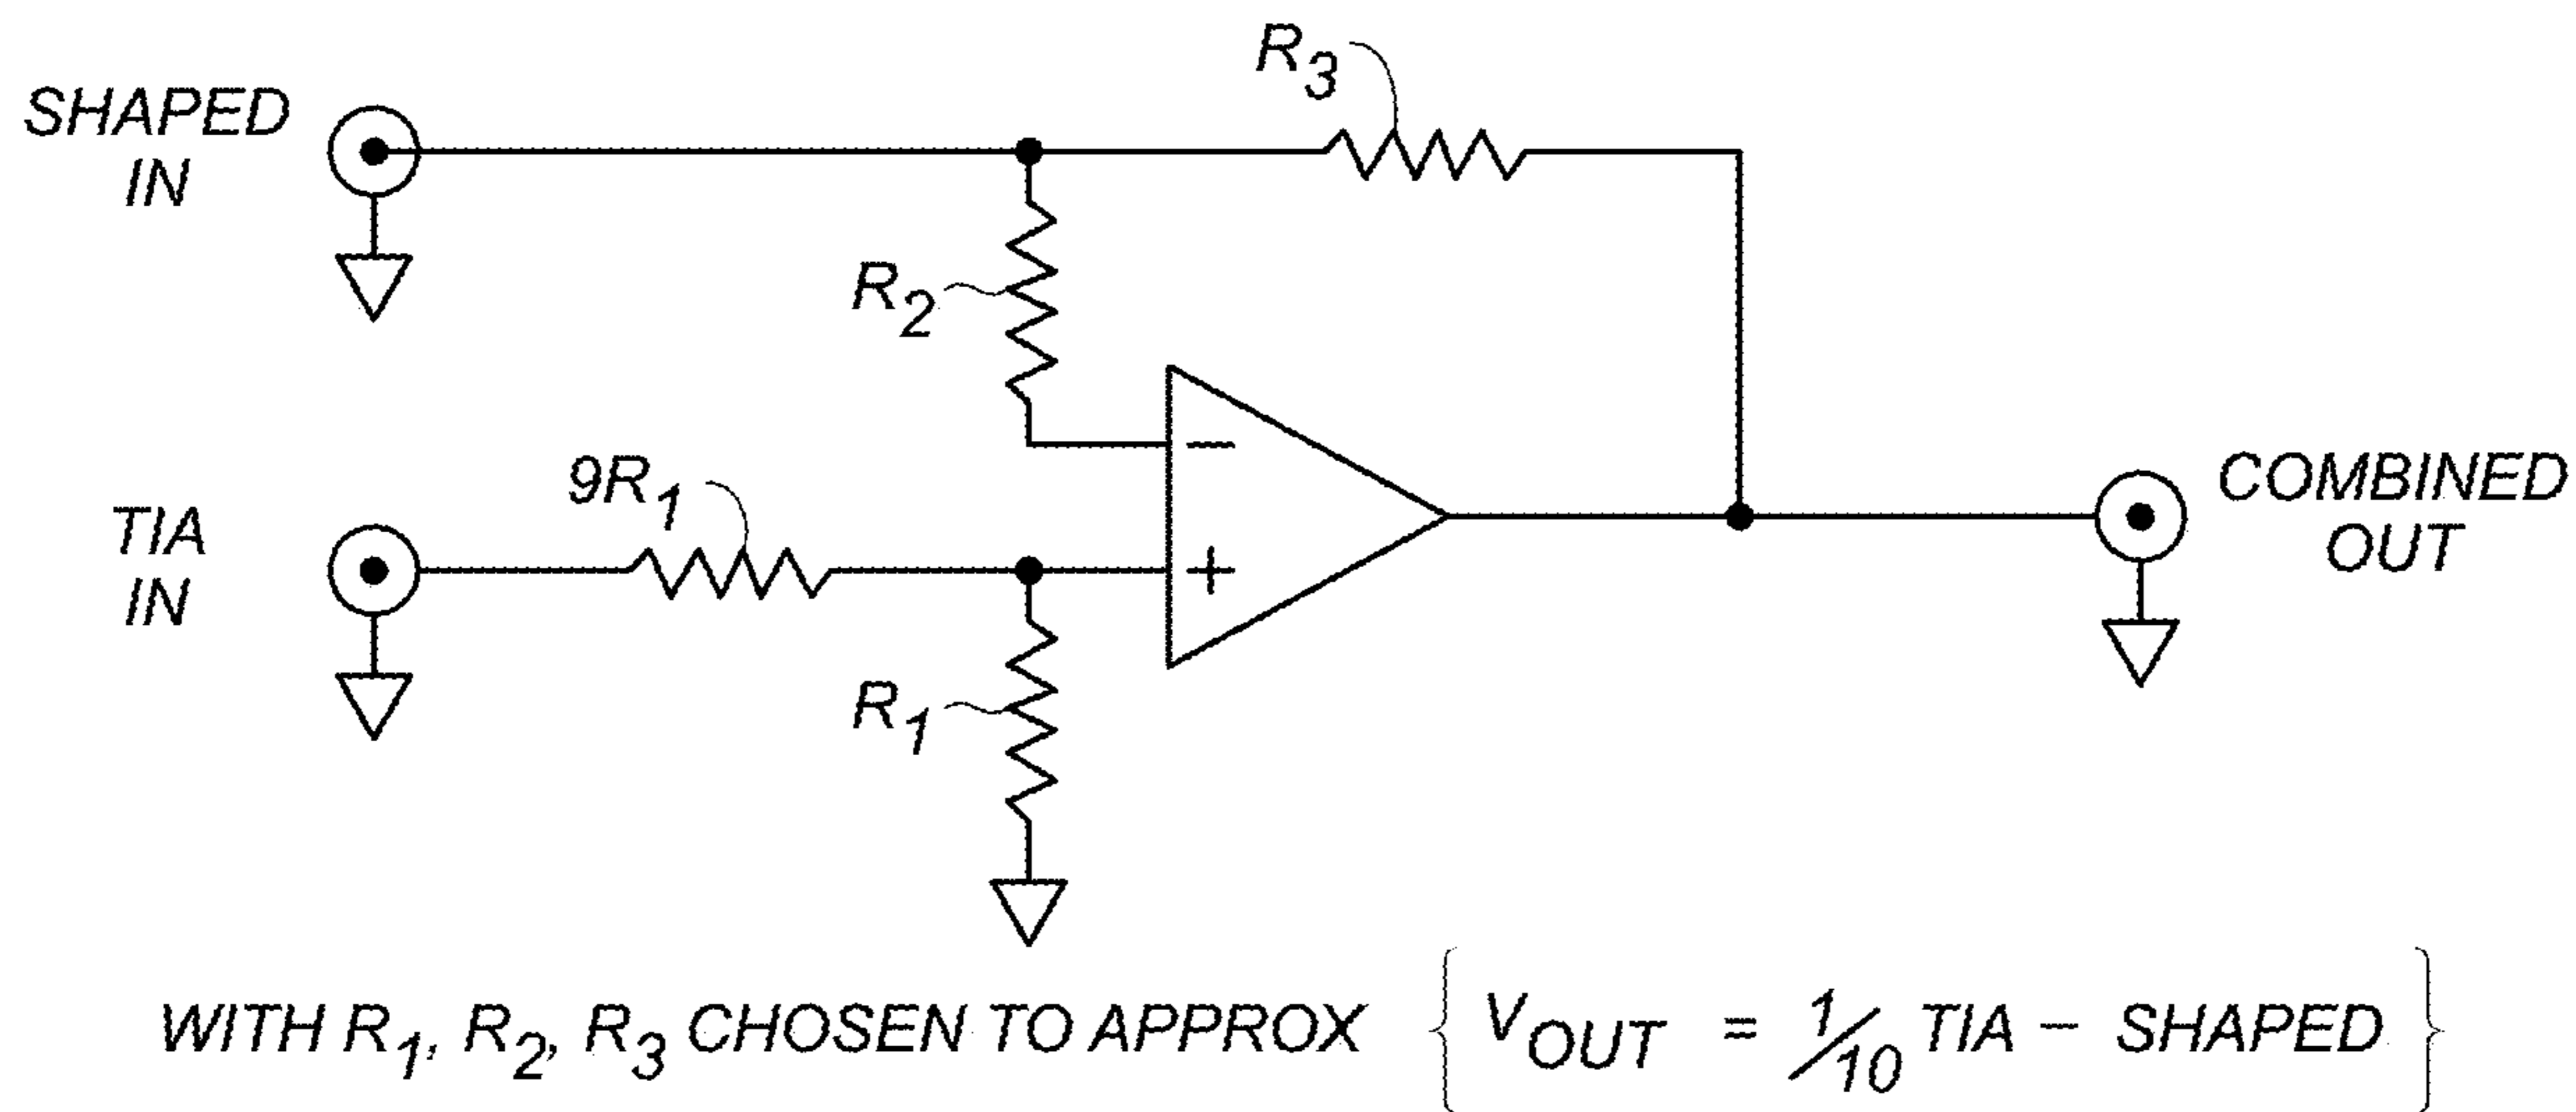 R3
SHAPED
IN
R2
−
9R1
TIA
IN
+
COMBINED
OUT
R1
WITH R1, R2, R3 CHOSEN TO APPROX { VOUT = 1/10 TIA − SHAPED }